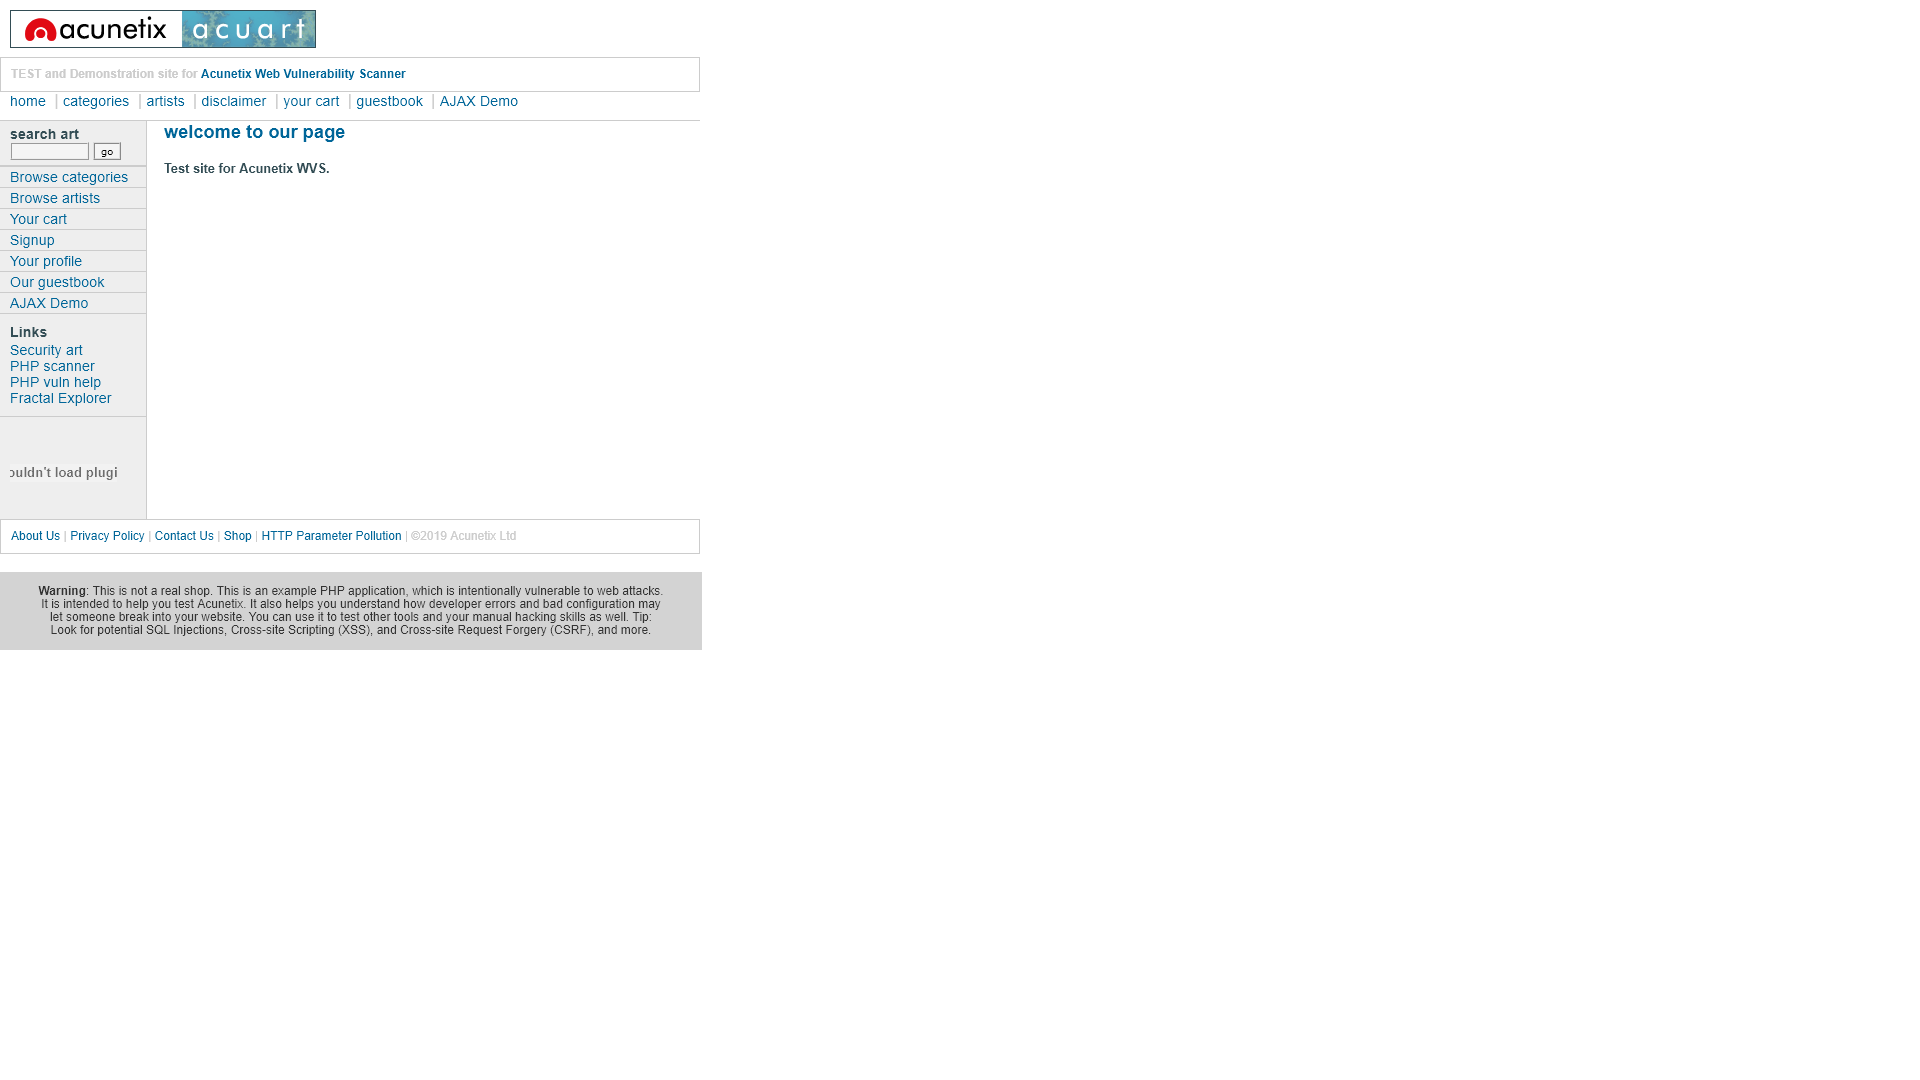 acunetix acuart
TEST and Demonstration site for Acunetix Web Vulnerability Scanner
home | categories | artists | disclaimer | your cart | guestbook | AJAX Demo
search art
go
Browse categories
Browse artists
Your cart
Signup
Your profile
Our guestbook
AJAX Demo
Links
Security art
PHP scanner
PHP vuln help
Fractal Explorer
ouldn't load plugi
welcome to our page
Test site for Acunetix WVS.
About Us | Privacy Policy | Contact Us | Shop | HTTP Parameter Pollution | ©2019 Acunetix Ltd
Warning: This is not a real shop. This is an example PHP application, which is intentionally vulnerable to web attacks.
It is intended to help you test Acunetix. It also helps you understand how developer errors and bad configuration may
let someone break into your website. You can use it to test other tools and your manual hacking skills as well. Tip:
Look for potential SQL Injections, Cross-site Scripting (XSS), and Cross-site Request Forgery (CSRF), and more.